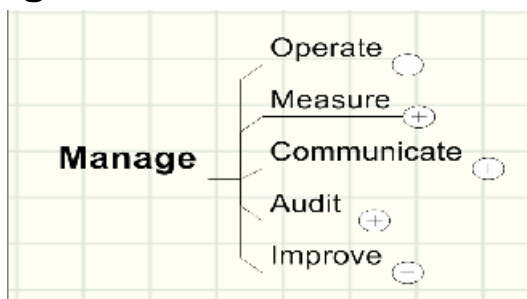 Operate
Measure
Manage
Communicate
Audit
Improve